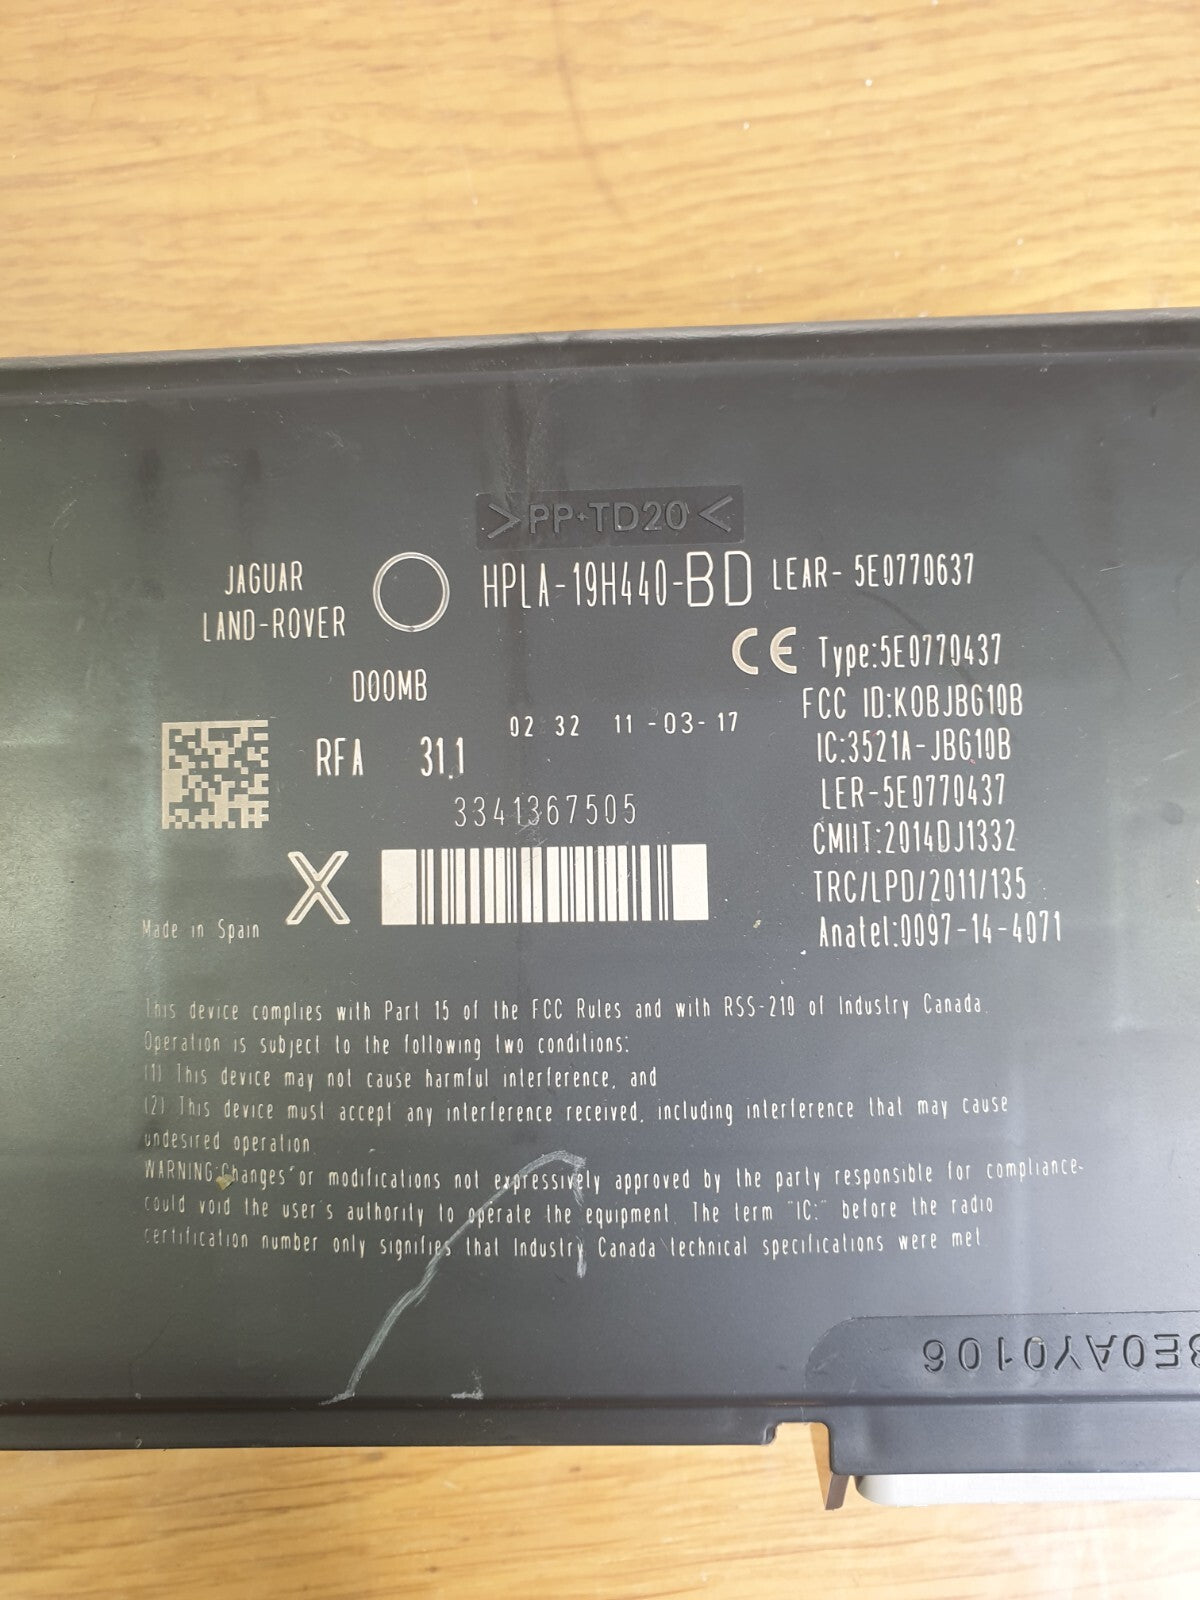 >PP-TD20<
JAGUAR
LAND-ROVER
HPLA-19H440-BD LEAR- 5E0770637
CE Type:5E0770437
D00MB
FCC ID:KOBJBG10B
02 32 11-03-17
RFA 31.1
IC:3521A-JBG10B
LER-5E0770437
3341367505
CMIIT:2014DJ1332
X
TRC/LPD/2011/135
Made in Spain
Anatel:0097-14-4071
This device complies with Part 15 of the FCC Rules and with RSS-210 of Industry Canada.
Operation is subject to the following two conditions:
(1) This device may not cause harmful interference, and
(2) This device must accept any interference received, including interference that may cause
undesired operation
WARNING:Changes or modifications not expressively approved by the party responsible for compliance-
could void the user's authority to operate the equipment. The term "IC:" before the radio
certification number only signifies that Industry Canada technical specifications were met